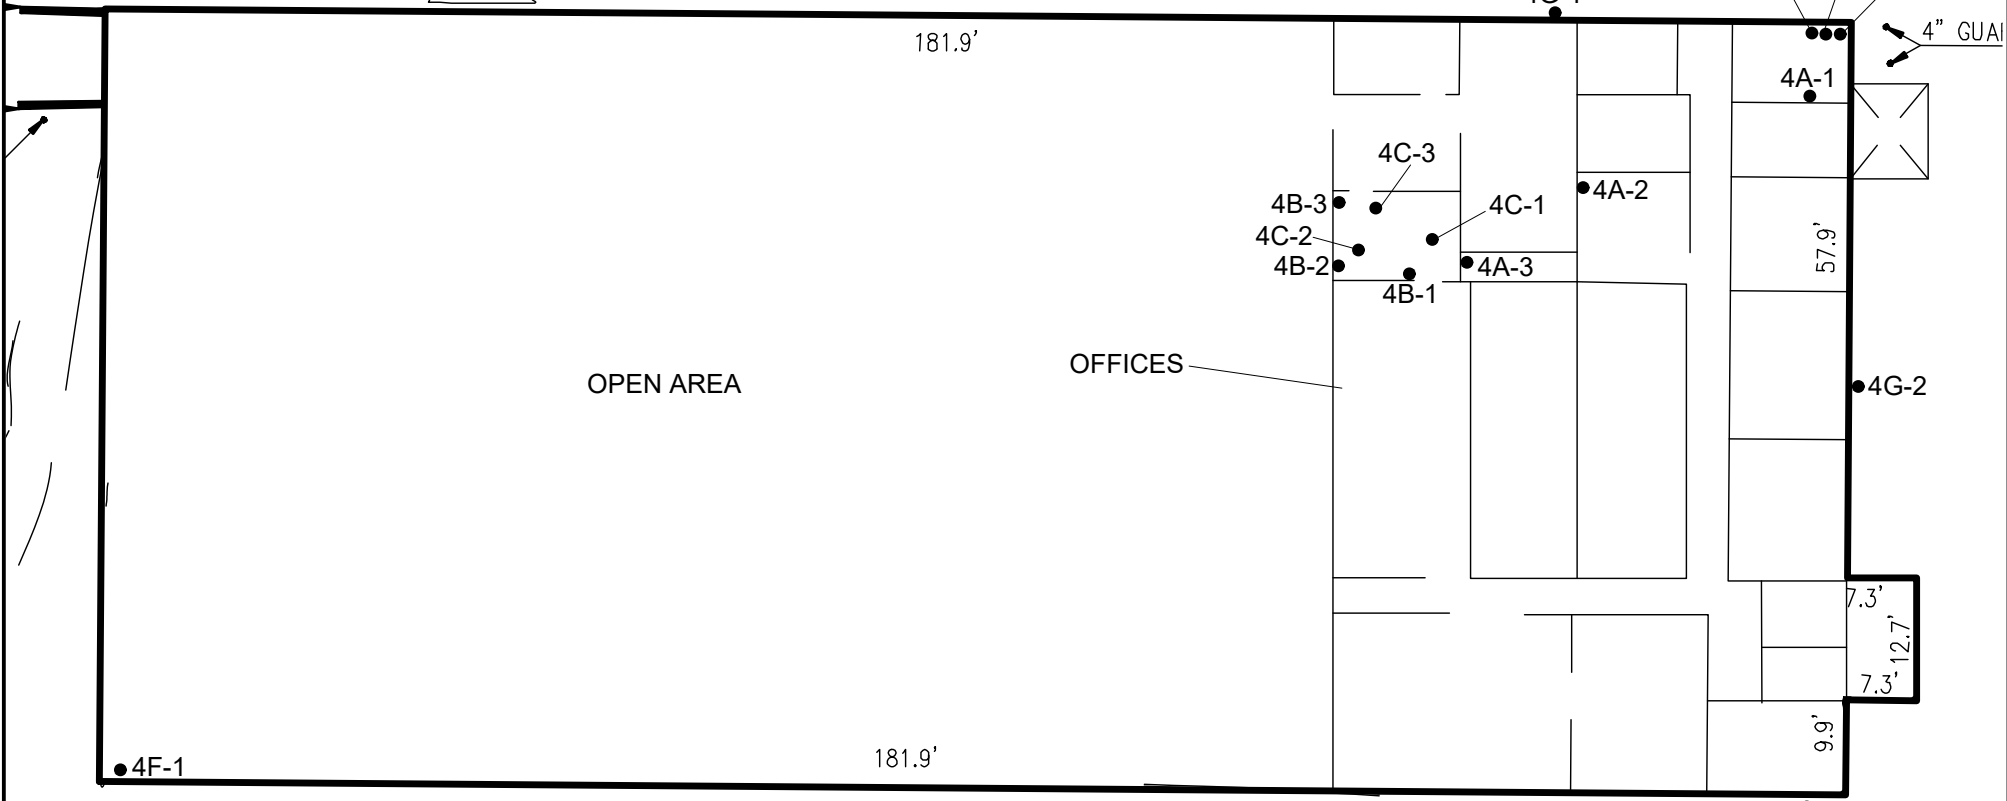 181.9’
4” GUA
4A-1
4C-3
4A-2
4B-3
4C-1
4C-2
4B-2
4A-3
4B-1
57.9’
OFFICES
OPEN AREA
4G-2
7.3’
12.7’
7.3’
9.9’
181.9’
4F-1